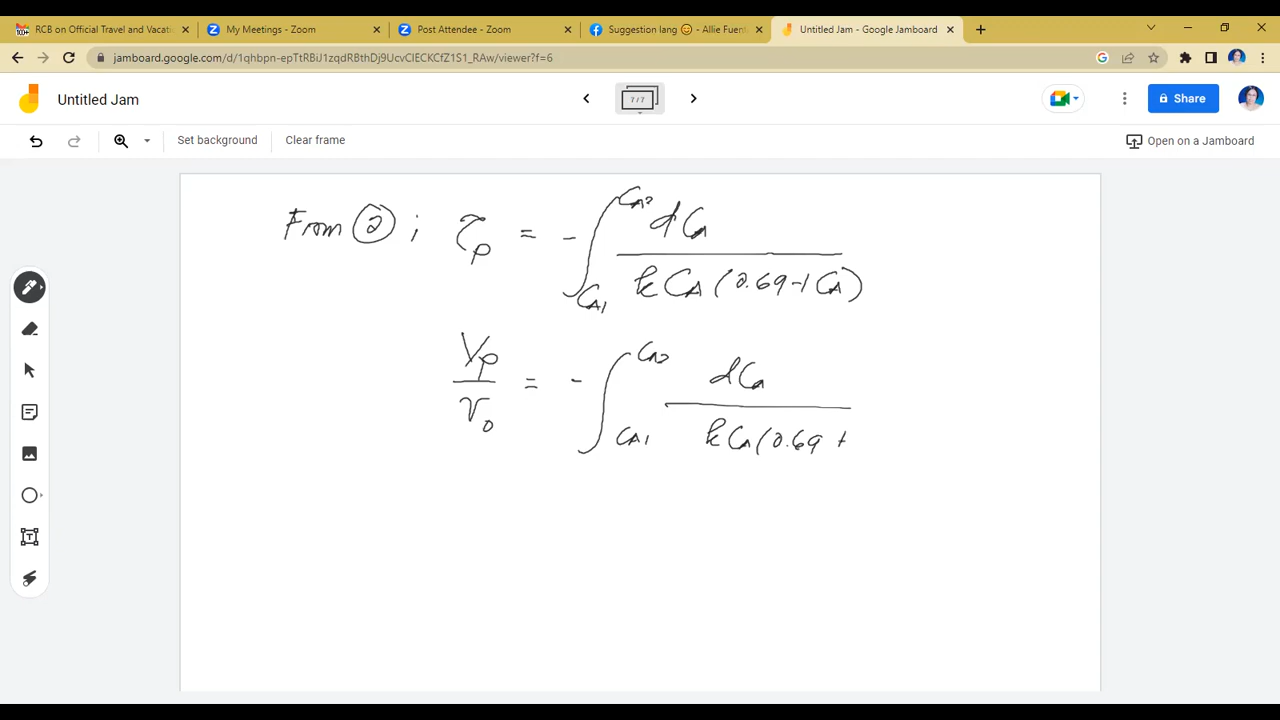 RCB on Official Travel and Vacati
My Meetings - Zoom
Post Attendee - Zoom
Suggestion lang 😊 - Allie Fuent
Untitled Jam - Google Jamboard
jamboard.google.com/d/1qhbpn-epTtRBiJ1zqdRBthDj9UcvClECKCfZ1S1_RAw/viewer?f=6
Untitled Jam
7/7
Share
Set background
Clear frame
Open on a Jamboard
From ② ; τp = - ∫ CA1 CA2 dCA / kCA(0.69-1CA)
Vp / v0 = - ∫ CA1 CA2 dCA / kCA(0.69 +